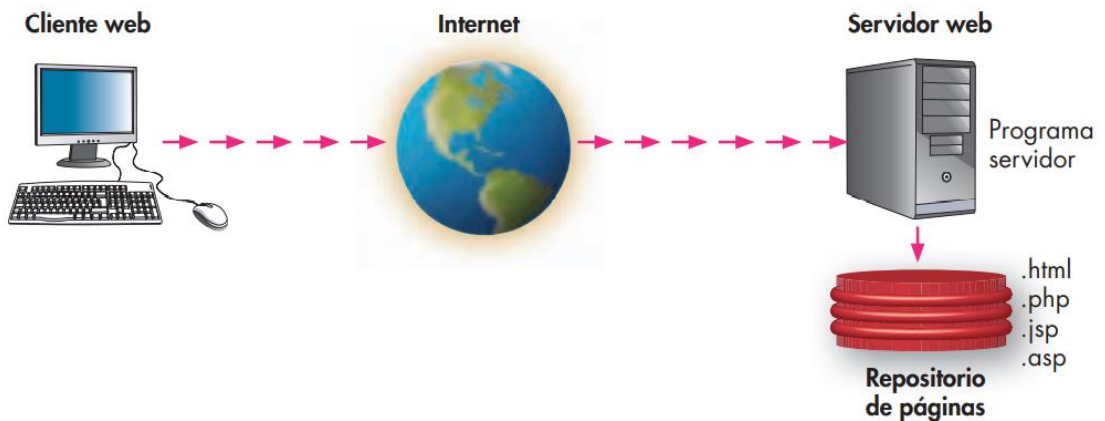 Cliente web
Internet
Servidor web
Programa
servidor
.html
.php
.jsp
.asp
Repositorio
de páginas